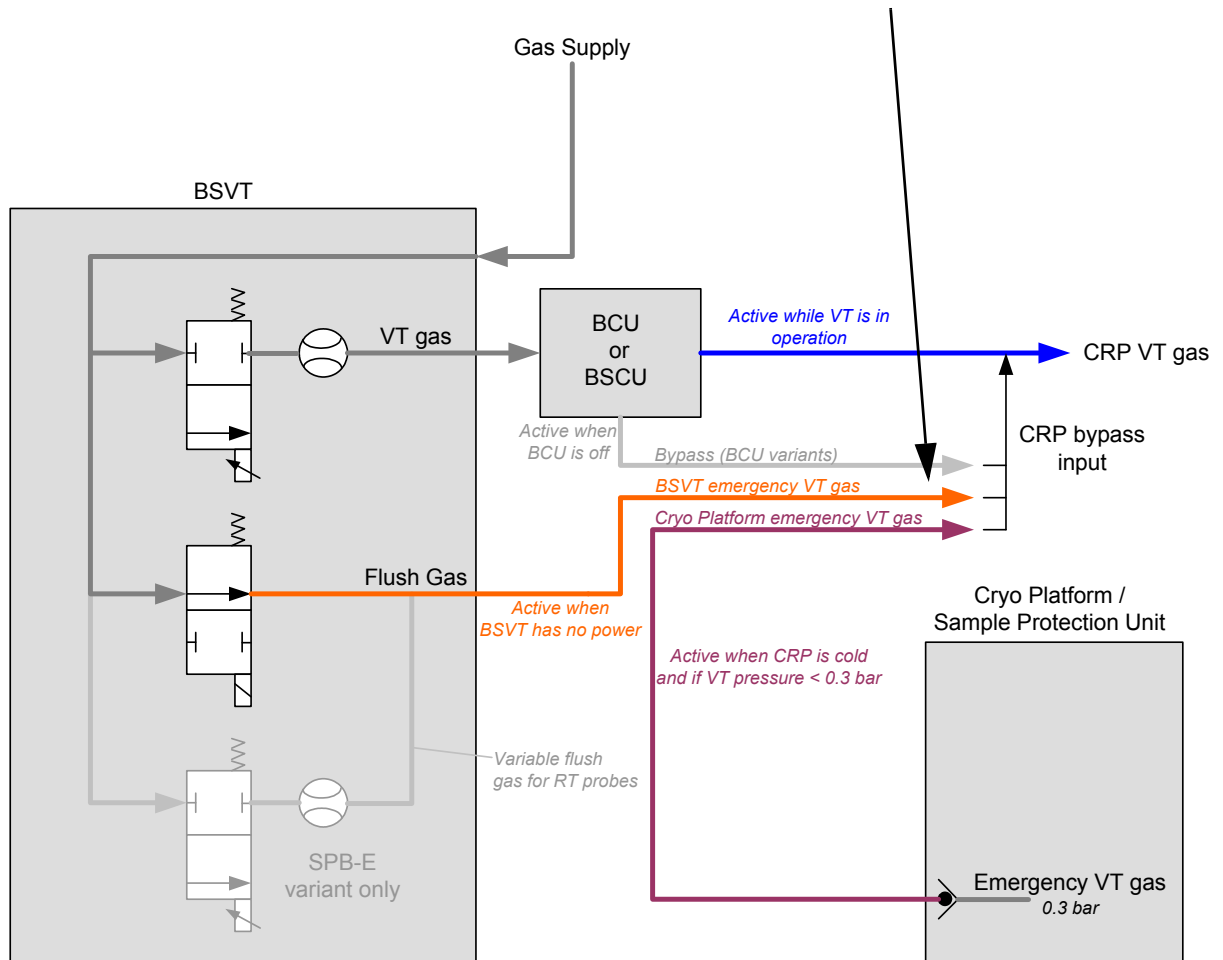 Gas Supply
BSVT
VT gas
BCU
or
BSCU
Active while VT is in
operation
CRP VT gas
Active when
BCU is off
Bypass (BCU variants)
CRP bypass
input
BSVT emergency VT gas
Cryo Platform emergency VT gas
Flush Gas
Active when
BSVT has no power
Cryo Platform /
Sample Protection Unit
Active when CRP is cold
and if VT pressure < 0.3 bar
Variable flush
gas for RT probes
SPB-E
variant only
Emergency VT gas
0.3 bar